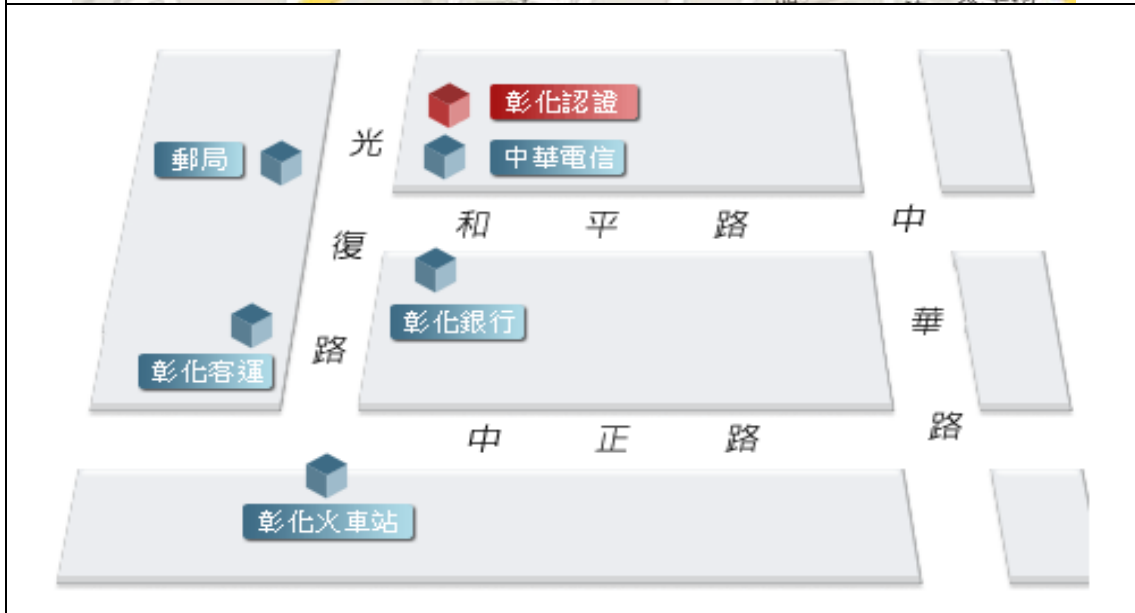 彰化認證
中華電信
郵局
光復路
和平路
中華路
彰化銀行
彰化客運
中正路
彰化火車站